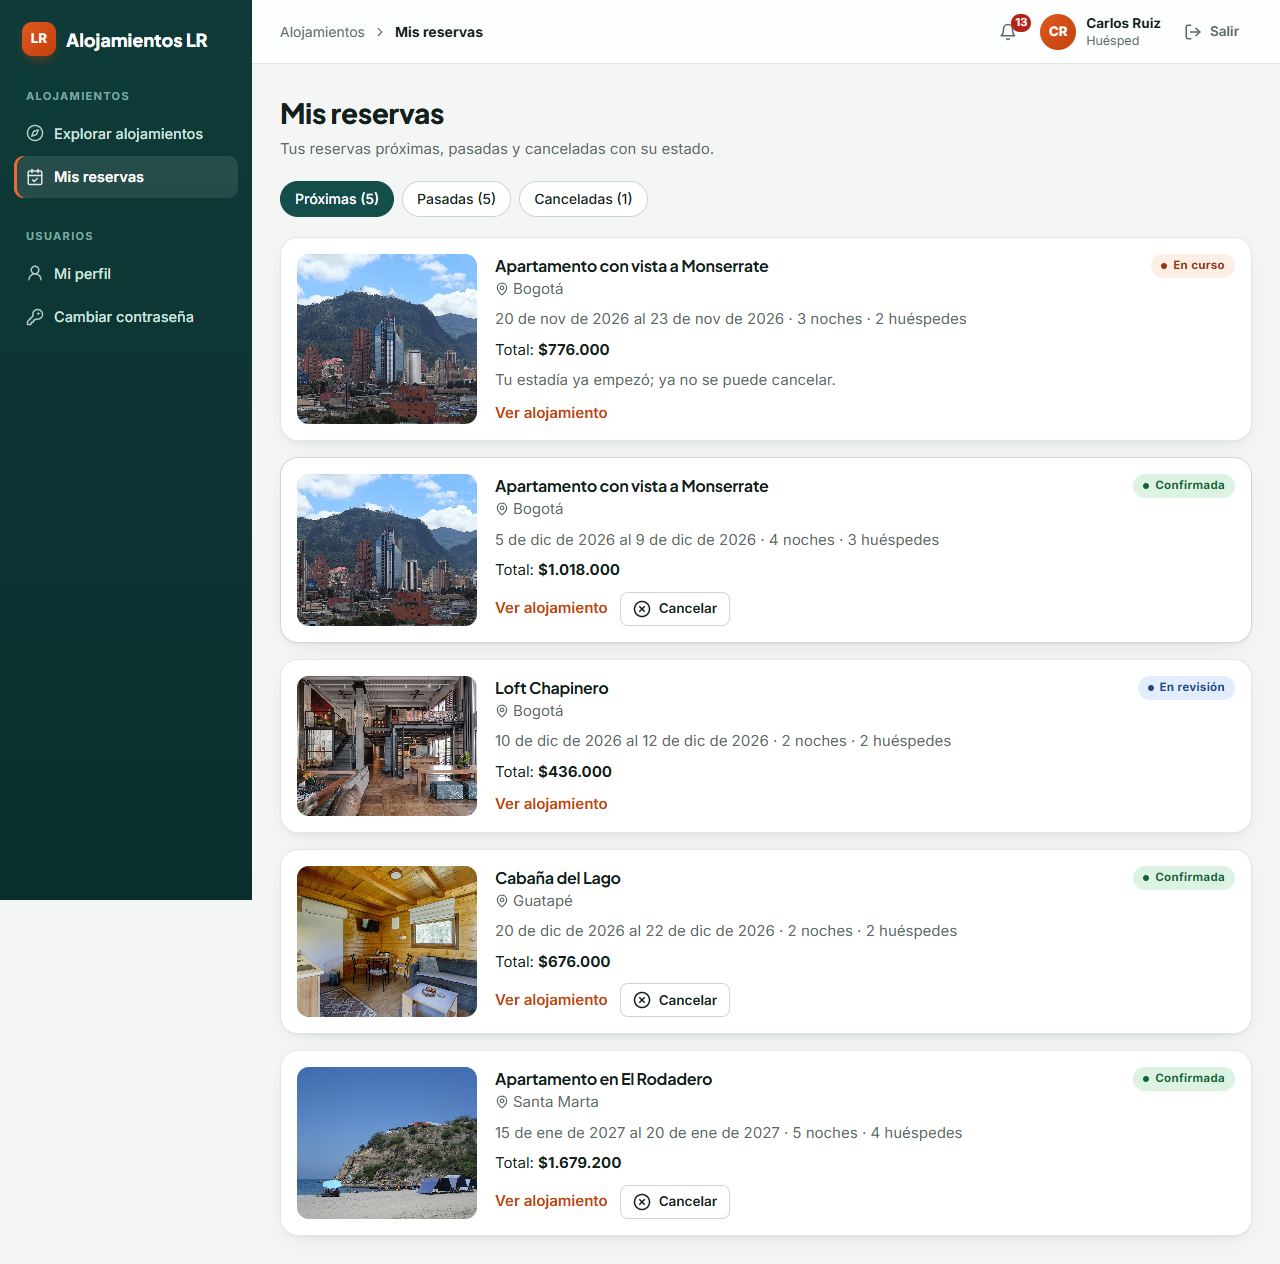 LR Alojamientos LR
ALOJAMIENTOS
Explorar alojamientos
Mis reservas
USUARIOS
Mi perfil
Cambiar contraseña
Alojamientos > Mis reservas
13
CR
Carlos Ruiz
Huésped
Salir
Mis reservas
Tus reservas próximas, pasadas y canceladas con su estado.
Próximas (5) Pasadas (5) Canceladas (1)
Apartamento con vista a Monserrate
En curso
Bogotá
20 de nov de 2026 al 23 de nov de 2026 · 3 noches · 2 huéspedes
Total: $776.000
Tu estadía ya empezó; ya no se puede cancelar.
Ver alojamiento
Apartamento con vista a Monserrate
Confirmada
Bogotá
5 de dic de 2026 al 9 de dic de 2026 · 4 noches · 3 huéspedes
Total: $1.018.000
Ver alojamiento Cancelar
Loft Chapinero
En revisión
Bogotá
10 de dic de 2026 al 12 de dic de 2026 · 2 noches · 2 huéspedes
Total: $436.000
Ver alojamiento
Cabaña del Lago
Confirmada
Guatapé
20 de dic de 2026 al 22 de dic de 2026 · 2 noches · 2 huéspedes
Total: $676.000
Ver alojamiento Cancelar
Apartamento en El Rodadero
Confirmada
Santa Marta
15 de ene de 2027 al 20 de ene de 2027 · 5 noches · 4 huéspedes
Total: $1.679.200
Ver alojamiento Cancelar